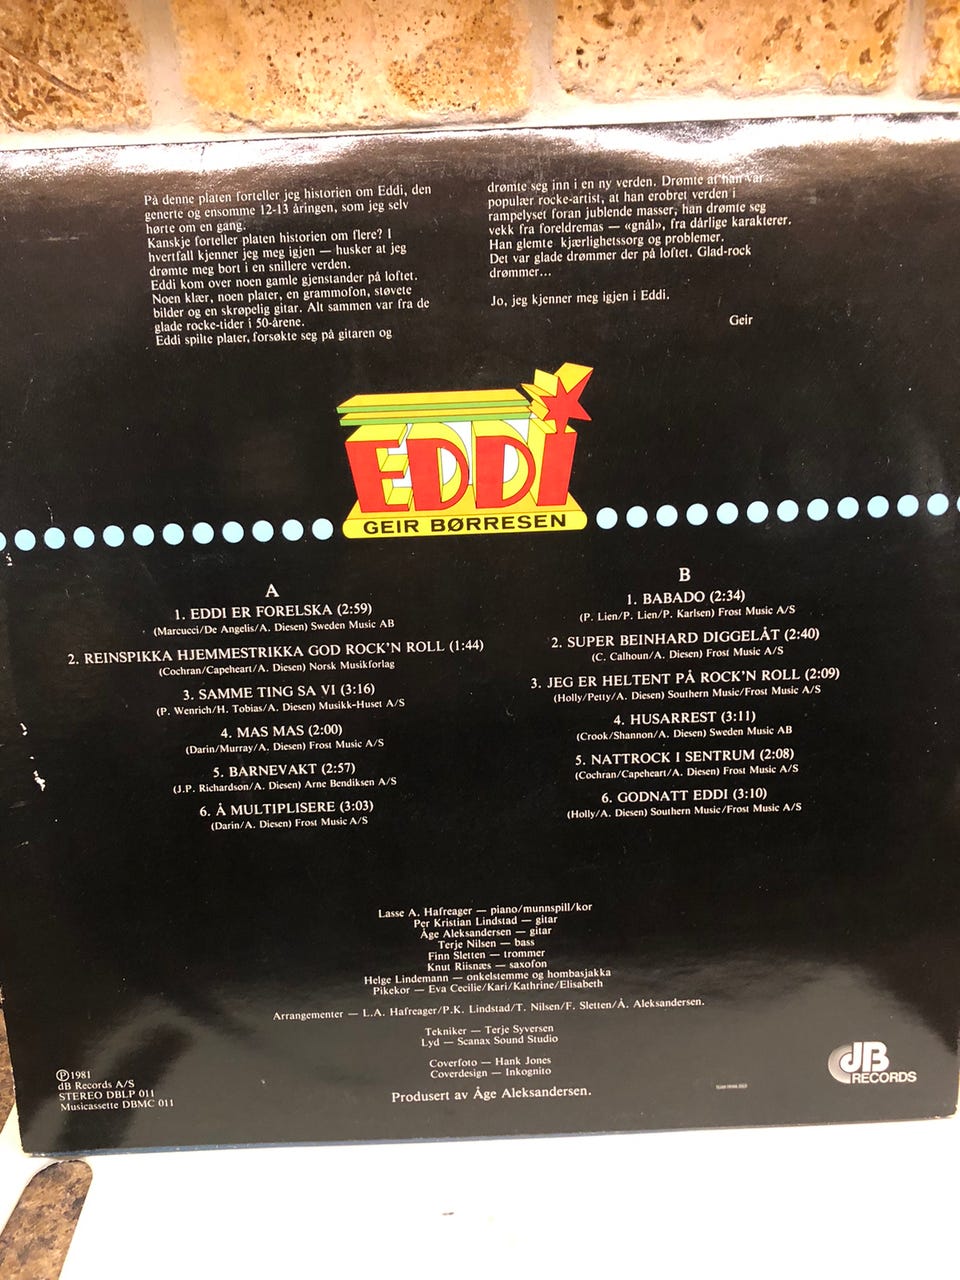 På denne platen forteller jeg historien om Eddi, den
generte og ensomme 12-13 åringen, som jeg selv
hørte om en gang.
Kanskje forteller platen historien om flere? I
hvertfall kjenner jeg meg igjen — husker at jeg
drømte meg bort i en snillere verden.
Eddi kom over noen gamle gjenstander på loftet.
Noen klær, noen plater, en grammofon, støvete
bilder og en skrøpelig gitar. Alt sammen var fra de
glade rocke-tider i 50-årene.
Eddi spilte plater, forsøkte seg på gitaren og
drømte seg inn i en ny verden. Drømte at han var
populær rocke-artist, at han erobret verden i
rampelyset foran jublende masser, han drømte seg
vekk fra foreldremas — «gnål», fra dårlige karakterer.
Han glemte kjærlighetssorg og problemer.
Det var glade drømmer der på loftet. Glad-rock
drømmer...
Jo, jeg kjenner meg igjen i Eddi.
Geir
EDDI
GEIR BØRRESEN
A
1. EDDI ER FORELSKA (2:59)
(Marcucci/De Angelis/A. Diesen) Sweden Music AB
2. REINSPIKKA HJEMMESTRIKKA GOD ROCK'N ROLL (1:44)
(Cochran/Capeheart/A. Diesen) Norsk Musikforlag
3. SAMME TING SA VI (3:16)
(P. Wenrich/H. Tobias/A. Diesen) Musikk-Huset A/S
4. MAS MAS (2:00)
(Darin/Murray/A. Diesen) Frost Music A/S
5. BARNEVAKT (2:57)
(J.P. Richardson/A. Diesen) Arne Bendiksen A/S
6. Å MULTIPLISERE (3:03)
(Darin/A. Diesen) Frost Music A/S
B
1. BABADO (2:34)
(P. Lien/P. Lien/P. Karlsen) Frost Music A/S
2. SUPER BEINHARD DIGGELÅT (2:40)
(C. Calhoun/A. Diesen) Frost Music A/S
3. JEG ER HELTENT PÅ ROCK'N ROLL (2:09)
(Holly/Petty/A. Diesen) Southern Music/Frost Music A/S
4. HUSARREST (3:11)
(Crook/Shannon/A. Diesen) Sweden Music AB
5. NATTROCK I SENTRUM (2:08)
(Cochran/Capeheart/A. Diesen) Frost Music A/S
6. GODNATT EDDI (3:10)
(Holly/A. Diesen) Southern Music/Frost Music A/S
Lasse A. Hafreager — piano/munnspill/kor
Per Kristian Lindstad — gitar
Åge Aleksandersen — gitar
Terje Nilsen — bass
Finn Sletten — trommer
Knut Riisnæs — saxofon
Helge Lindemann — onkelstemme og hombasjakka
Pikekor — Eva Cecilie/Kari/Kathrine/Elisabeth
Arrangementer — L.A. Hafreager/P.K. Lindstad/T. Nilsen/F. Sletten/Å. Aleksandersen.
Tekniker — Terje Syversen
Lyd — Scanax Sound Studio
Coverfoto — Hank Jones
Coverdesign — Inkognito
Produsert av Åge Aleksandersen.
Ⓟ1981
dB Records A/S
STEREO DBLP 011
Musicassette DBMC 011
dB
RECORDS